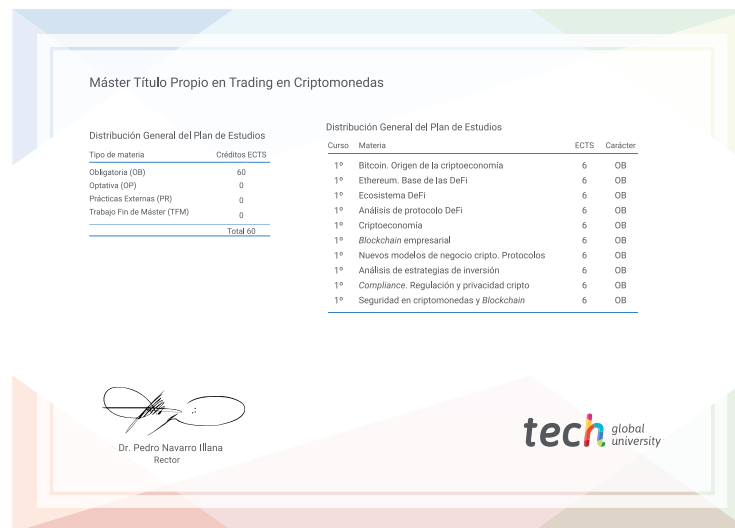 Máster Título Propio en Trading en Criptomonedas
Distribución General del Plan de Estudios
Tipo de materia Créditos ECTS
Obligatoria (OB) 60
Optativa (OP) 0
Prácticas Externas (PR) 0
Trabajo Fin de Máster (TFM) 0
Total 60
Distribución General del Plan de Estudios
Curso Materia ECTS Carácter
1º Bitcoin. Origen de la criptoeconomía 6 OB
1º Ethereum. Base de las DeFi 6 OB
1º Ecosistema DeFi 6 OB
1º Análisis de protocolo DeFi 6 OB
1º Criptoeconomía 6 OB
1º Blockchain empresarial 6 OB
1º Nuevos modelos de negocio cripto. Protocolos 6 OB
1º Análisis de estrategias de inversión 6 OB
1º Compliance. Regulación y privacidad cripto 6 OB
1º Seguridad en criptomonedas y Blockchain 6 OB
Dr. Pedro Navarro Illana
Rector
tech global university